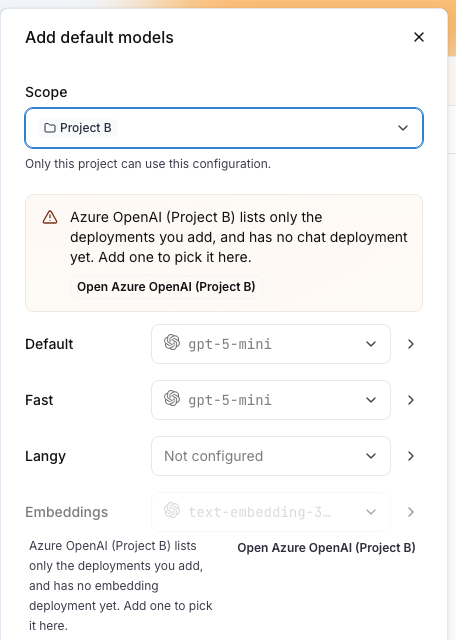 Add default models
Scope
Project B
Only this project can use this configuration.
Azure OpenAI (Project B) lists only the
deployments you add, and has no chat deployment
yet. Add one to pick it here.
Open Azure OpenAI (Project B)
Default
gpt-5-mini
Fast
gpt-5-mini
Langy
Not configured
Embeddings
text-embedding-3…
Azure OpenAI (Project B) lists
only the deployments you add,
and has no embedding
deployment yet. Add one to pick
it here.
Open Azure OpenAI (Project B)